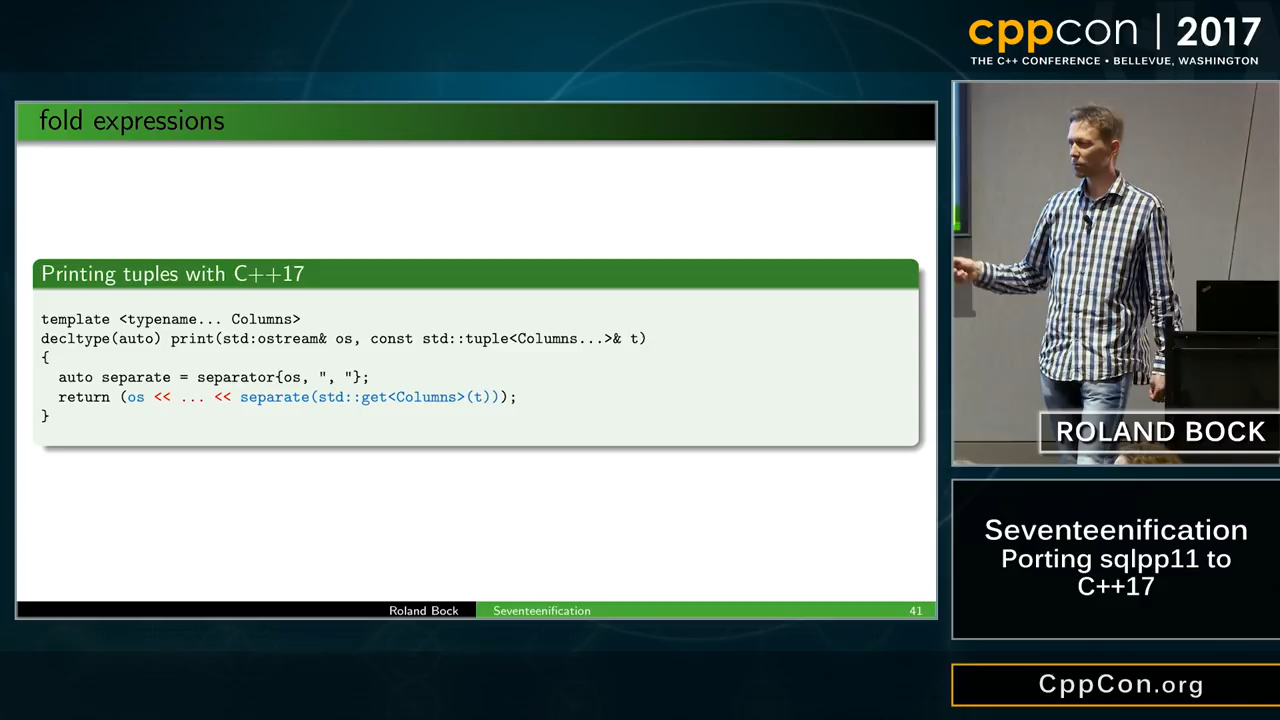 cppcon | 2017
THE C++ CONFERENCE • BELLEVUE, WASHINGTON
fold expressions
Printing tuples with C++17
template <typename... Columns>
decltype(auto) print(std:ostream& os, const std::tuple<Columns...>& t)
{
  auto separate = separator{os, ", "};
  return (os << ... << separate(std::get<Columns>(t)));
}
Roland Bock
Seventeenification
41
ROLAND BOCK
Seventeenification
Porting sqlpp11 to
C++17
CppCon.org